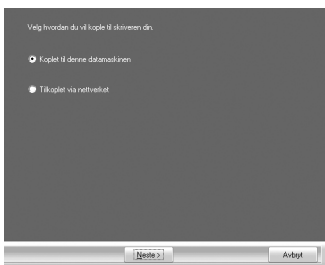 Velg hvordan du vil kople til skriveren din.
Koplet til denne datamaskinen
Tilkoplet via nettverket
Neste >
Avbryt